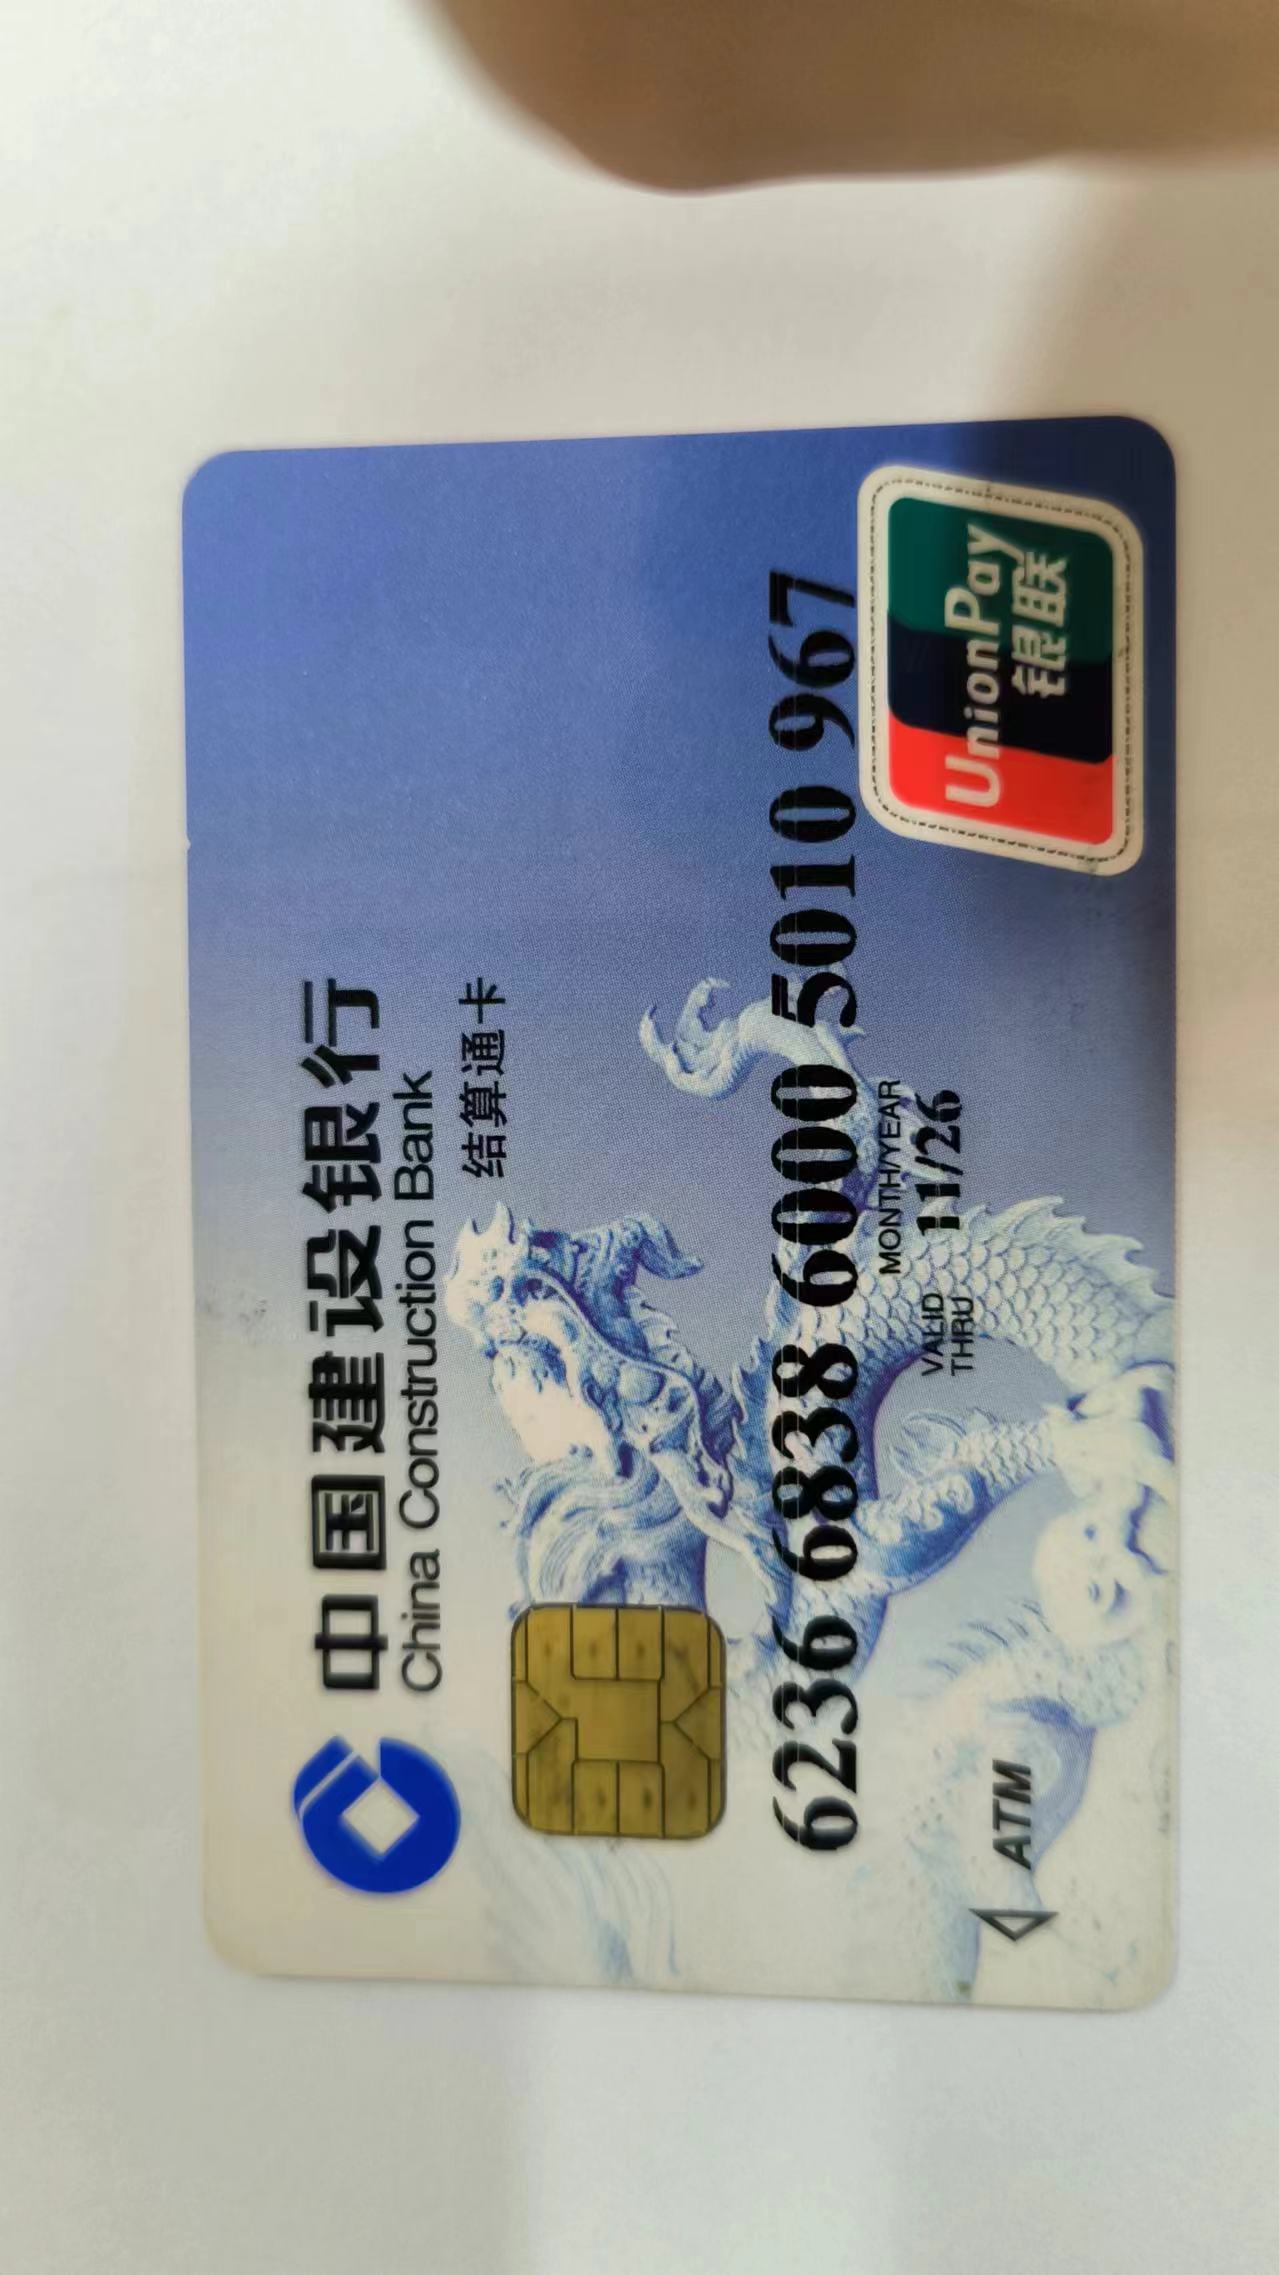 中国建设银行
China Construction Bank
结算通卡
6236 6838 6000 5010 967
MONTH/YEAR
VALID
THRU
11/26
ATM
UnionPay
银联